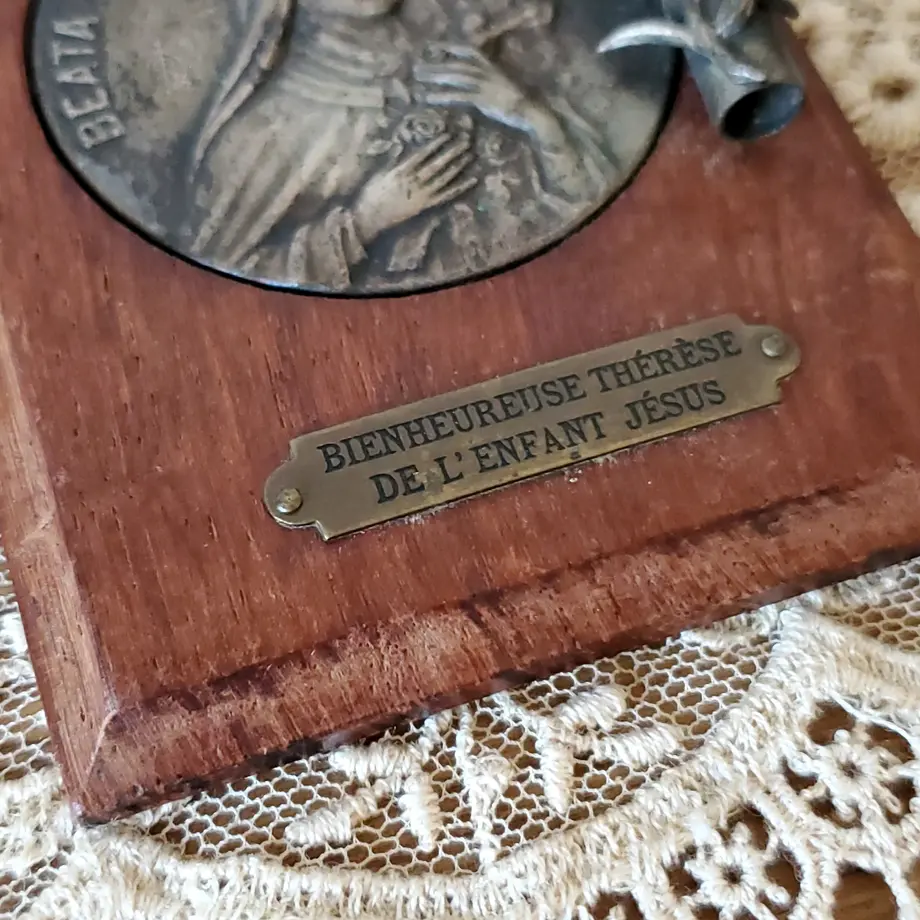 BEATA
BIENHEUREUSE THÉRÈSE
DE L'ENFANT JÉSUS